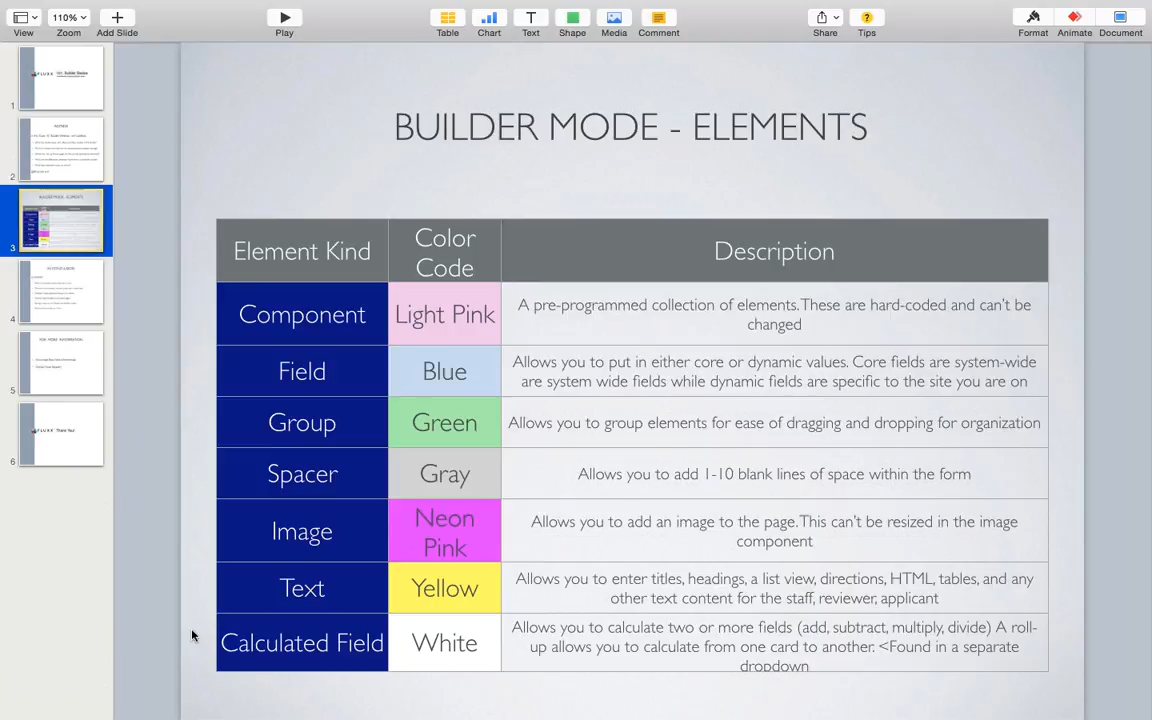 110%
View
Zoom
Add Slide
Play
Table
Chart
Text
Shape
Media
Comment
Share
Tips
Format
Animate
Document
1
2
3
4
5
6
BUILDER MODE - ELEMENTS
Element Kind
Color
Code
Description
Component
Light Pink
A pre-programmed collection of elements. These are hard-coded and can't be
changed
Field
Blue
Allows you to put in either core or dynamic values. Core fields are system-wide
are system wide fields while dynamic fields are specific to the site you are on
Group
Green
Allows you to group elements for ease of dragging and dropping for organization
Spacer
Gray
Allows you to add 1-10 blank lines of space within the form
Image
Neon
Pink
Allows you to add an image to the page. This can't be resized in the image
component
Text
Yellow
Allows you to enter titles, headings, a list view, directions, HTML, tables, and any
other text content for the staff, reviewer, applicant
Calculated Field
White
Allows you to calculate two or more fields (add, subtract, multiply, divide) A roll-
up allows you to calculate from one card to another. <Found in a separate
dropdown